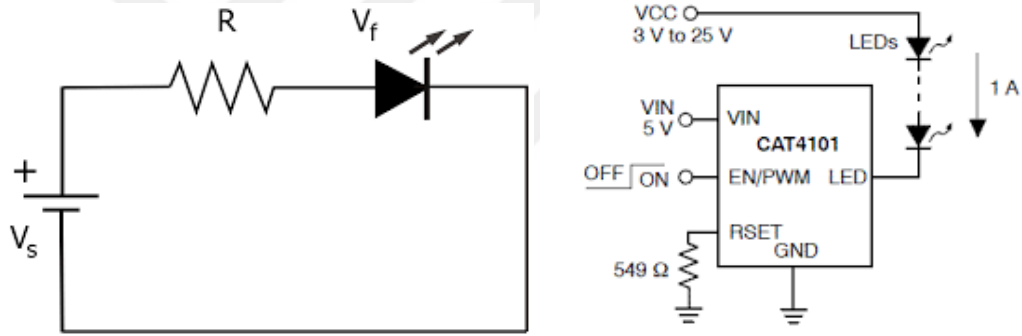 R
Vf
+
Vs
VCC
3 V to 25 V
LEDs
1 A
VIN
5 V
VIN
CAT4101
OFF
ON
EN/PWM
LED
RSET
GND
549 Ω